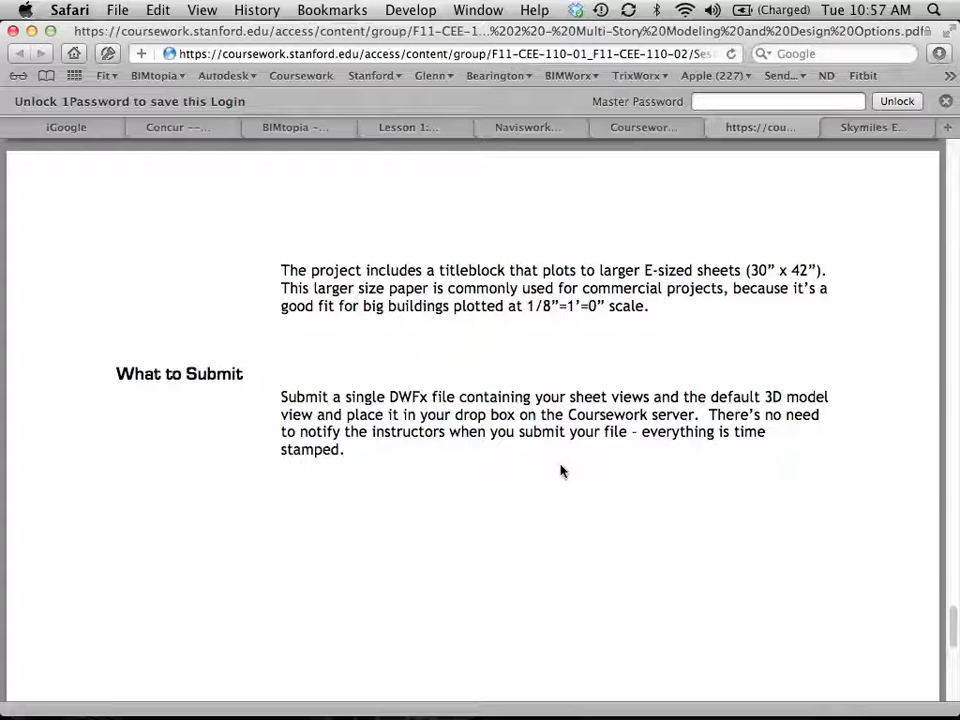 Safari File Edit View History Bookmarks Develop Window Help (Charged) Tue 10:57 AM
https://coursework.stanford.edu/access/content/group/F11-CEE-1...%202%20-%20Multi-Story%20Modeling%20and%20Design%20Options.pdf
https://coursework.stanford.edu/access/content/group/F11-CEE-110-01_F11-CEE-110-02/Ses Google
Fit BIMtopia Autodesk Coursework Stanford Glenn Bearington BIMWorx TrixWorx Apple (227) Send... ND Fitbit
Unlock 1Password to save this Login Master Password Unlock
iGoogle Concur -–... BIMtopia -... Lesson 1:... Naviswork... Coursewor... https://cou... Skymiles E...
The project includes a titleblock that plots to larger E-sized sheets (30” x 42”).
This larger size paper is commonly used for commercial projects, because it’s a
good fit for big buildings plotted at 1/8”=1’=0” scale.
What to Submit
Submit a single DWFx file containing your sheet views and the default 3D model
view and place it in your drop box on the Coursework server. There’s no need
to notify the instructors when you submit your file - everything is time
stamped.